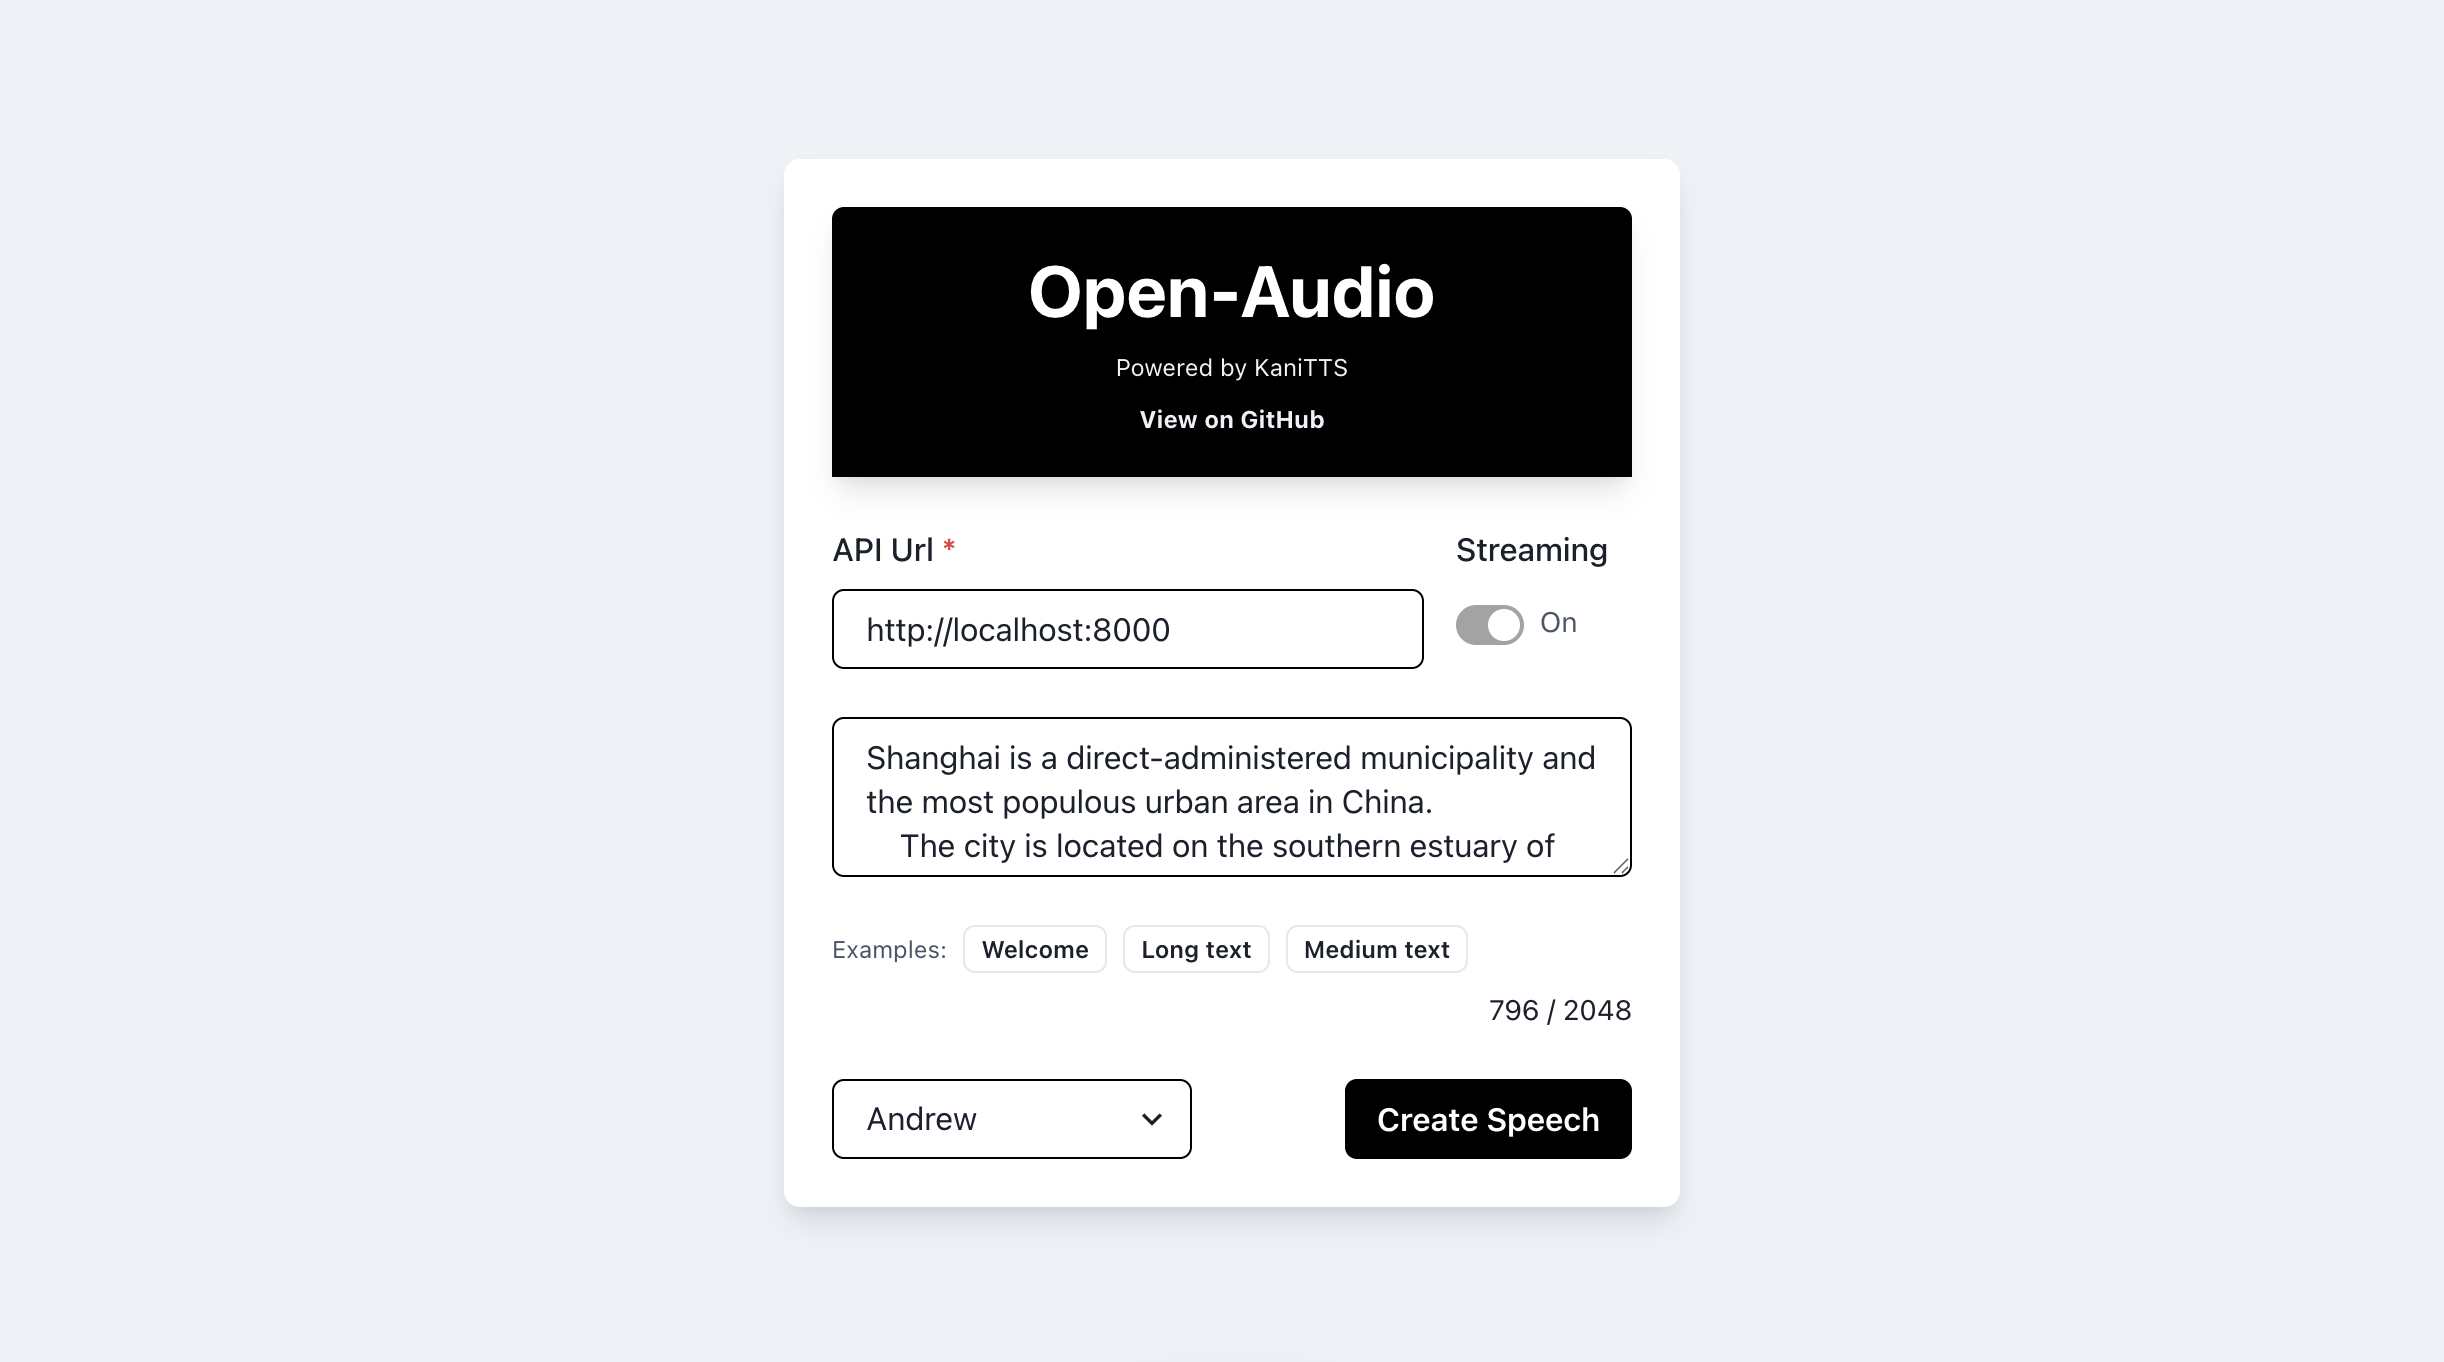 Open-Audio
Powered by KaniTTS
View on GitHub
API Url *
Streaming
http://localhost:8000
On
Shanghai is a direct-administered municipality and
the most populous urban area in China.
The city is located on the southern estuary of
Examples: Welcome Long text Medium text
796 / 2048
Andrew
Create Speech